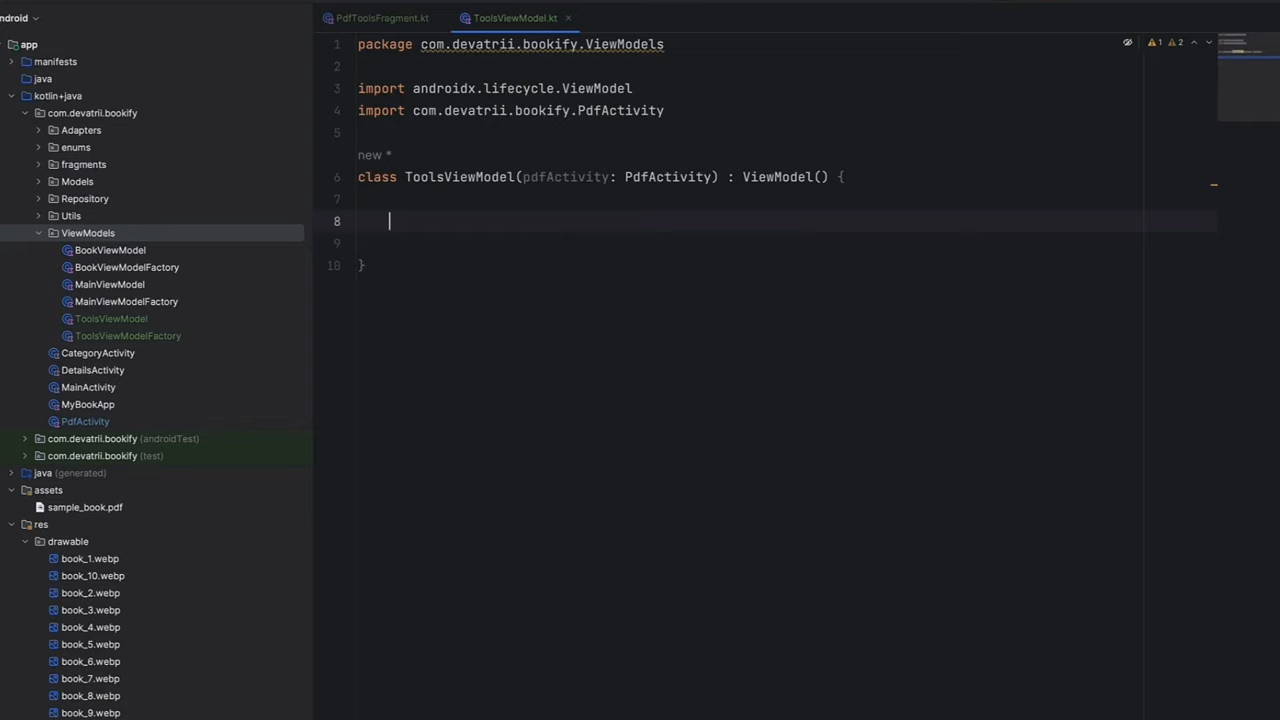 ndroid
app
manifests
java
kotlin+java
com.devatrii.bookify
Adapters
enums
fragments
Models
Repository
Utils
ViewModels
BookViewModel
BookViewModelFactory
MainViewModel
MainViewModelFactory
ToolsViewModel
ToolsViewModelFactory
CategoryActivity
DetailsActivity
MainActivity
MyBookApp
PdfActivity
com.devatrii.bookify (androidTest)
com.devatrii.bookify (test)
java (generated)
assets
sample_book.pdf
res
drawable
book_1.webp
book_10.webp
book_2.webp
book_3.webp
book_4.webp
book_5.webp
book_6.webp
book_7.webp
book_8.webp
book_9.webp
PdfToolsFragment.kt ToolsViewModel.kt
1 package com.devatrii.bookify.ViewModels 1 2
2
3 import androidx.lifecycle.ViewModel
4 import com.devatrii.bookify.PdfActivity
5
new *
6 class ToolsViewModel(pdfActivity: PdfActivity) : ViewModel() {
7
8
9
10 }